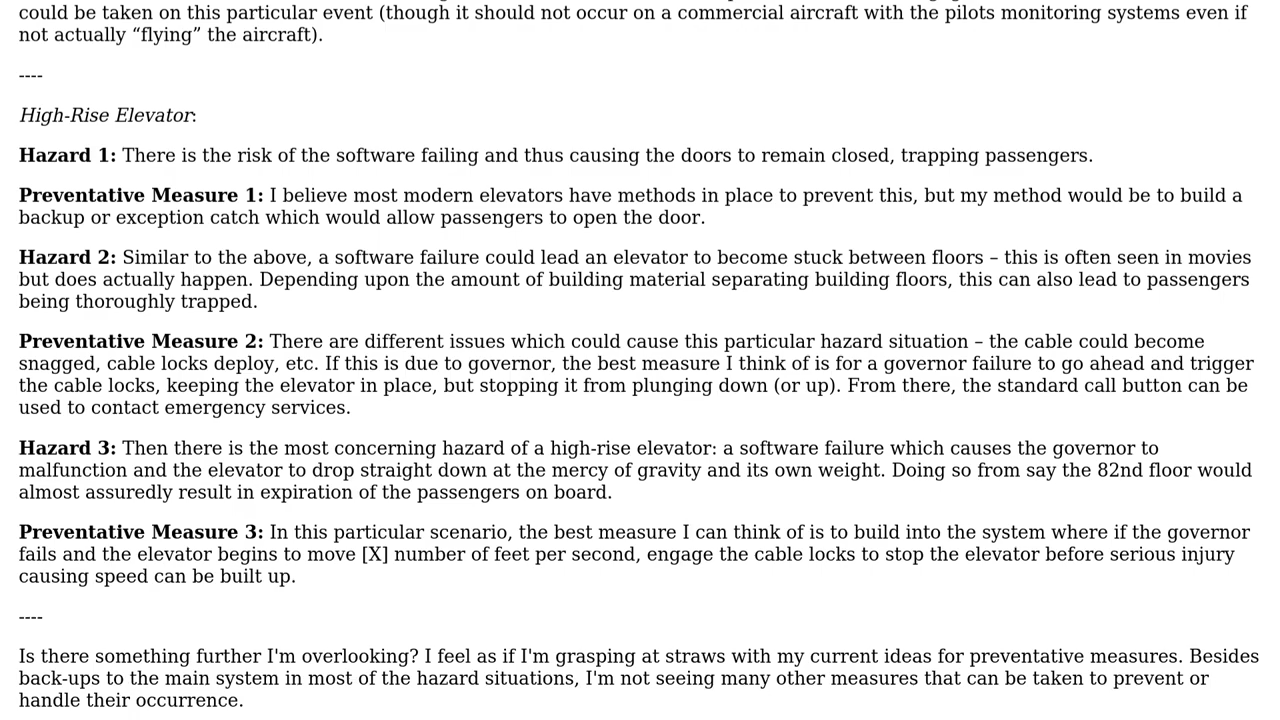 could be taken on this particular event (though it should not occur on a commercial aircraft with the pilots monitoring systems even if
not actually “flying” the aircraft).
----
High-Rise Elevator:
Hazard 1: There is the risk of the software failing and thus causing the doors to remain closed, trapping passengers.
Preventative Measure 1: I believe most modern elevators have methods in place to prevent this, but my method would be to build a
backup or exception catch which would allow passengers to open the door.
Hazard 2: Similar to the above, a software failure could lead an elevator to become stuck between floors – this is often seen in movies
but does actually happen. Depending upon the amount of building material separating building floors, this can also lead to passengers
being thoroughly trapped.
Preventative Measure 2: There are different issues which could cause this particular hazard situation – the cable could become
snagged, cable locks deploy, etc. If this is due to governor, the best measure I think of is for a governor failure to go ahead and trigger
the cable locks, keeping the elevator in place, but stopping it from plunging down (or up). From there, the standard call button can be
used to contact emergency services.
Hazard 3: Then there is the most concerning hazard of a high-rise elevator: a software failure which causes the governor to
malfunction and the elevator to drop straight down at the mercy of gravity and its own weight. Doing so from say the 82nd floor would
almost assuredly result in expiration of the passengers on board.
Preventative Measure 3: In this particular scenario, the best measure I can think of is to build into the system where if the governor
fails and the elevator begins to move [X] number of feet per second, engage the cable locks to stop the elevator before serious injury
causing speed can be built up.
----
Is there something further I'm overlooking? I feel as if I'm grasping at straws with my current ideas for preventative measures. Besides
back-ups to the main system in most of the hazard situations, I'm not seeing many other measures that can be taken to prevent or
handle their occurrence.